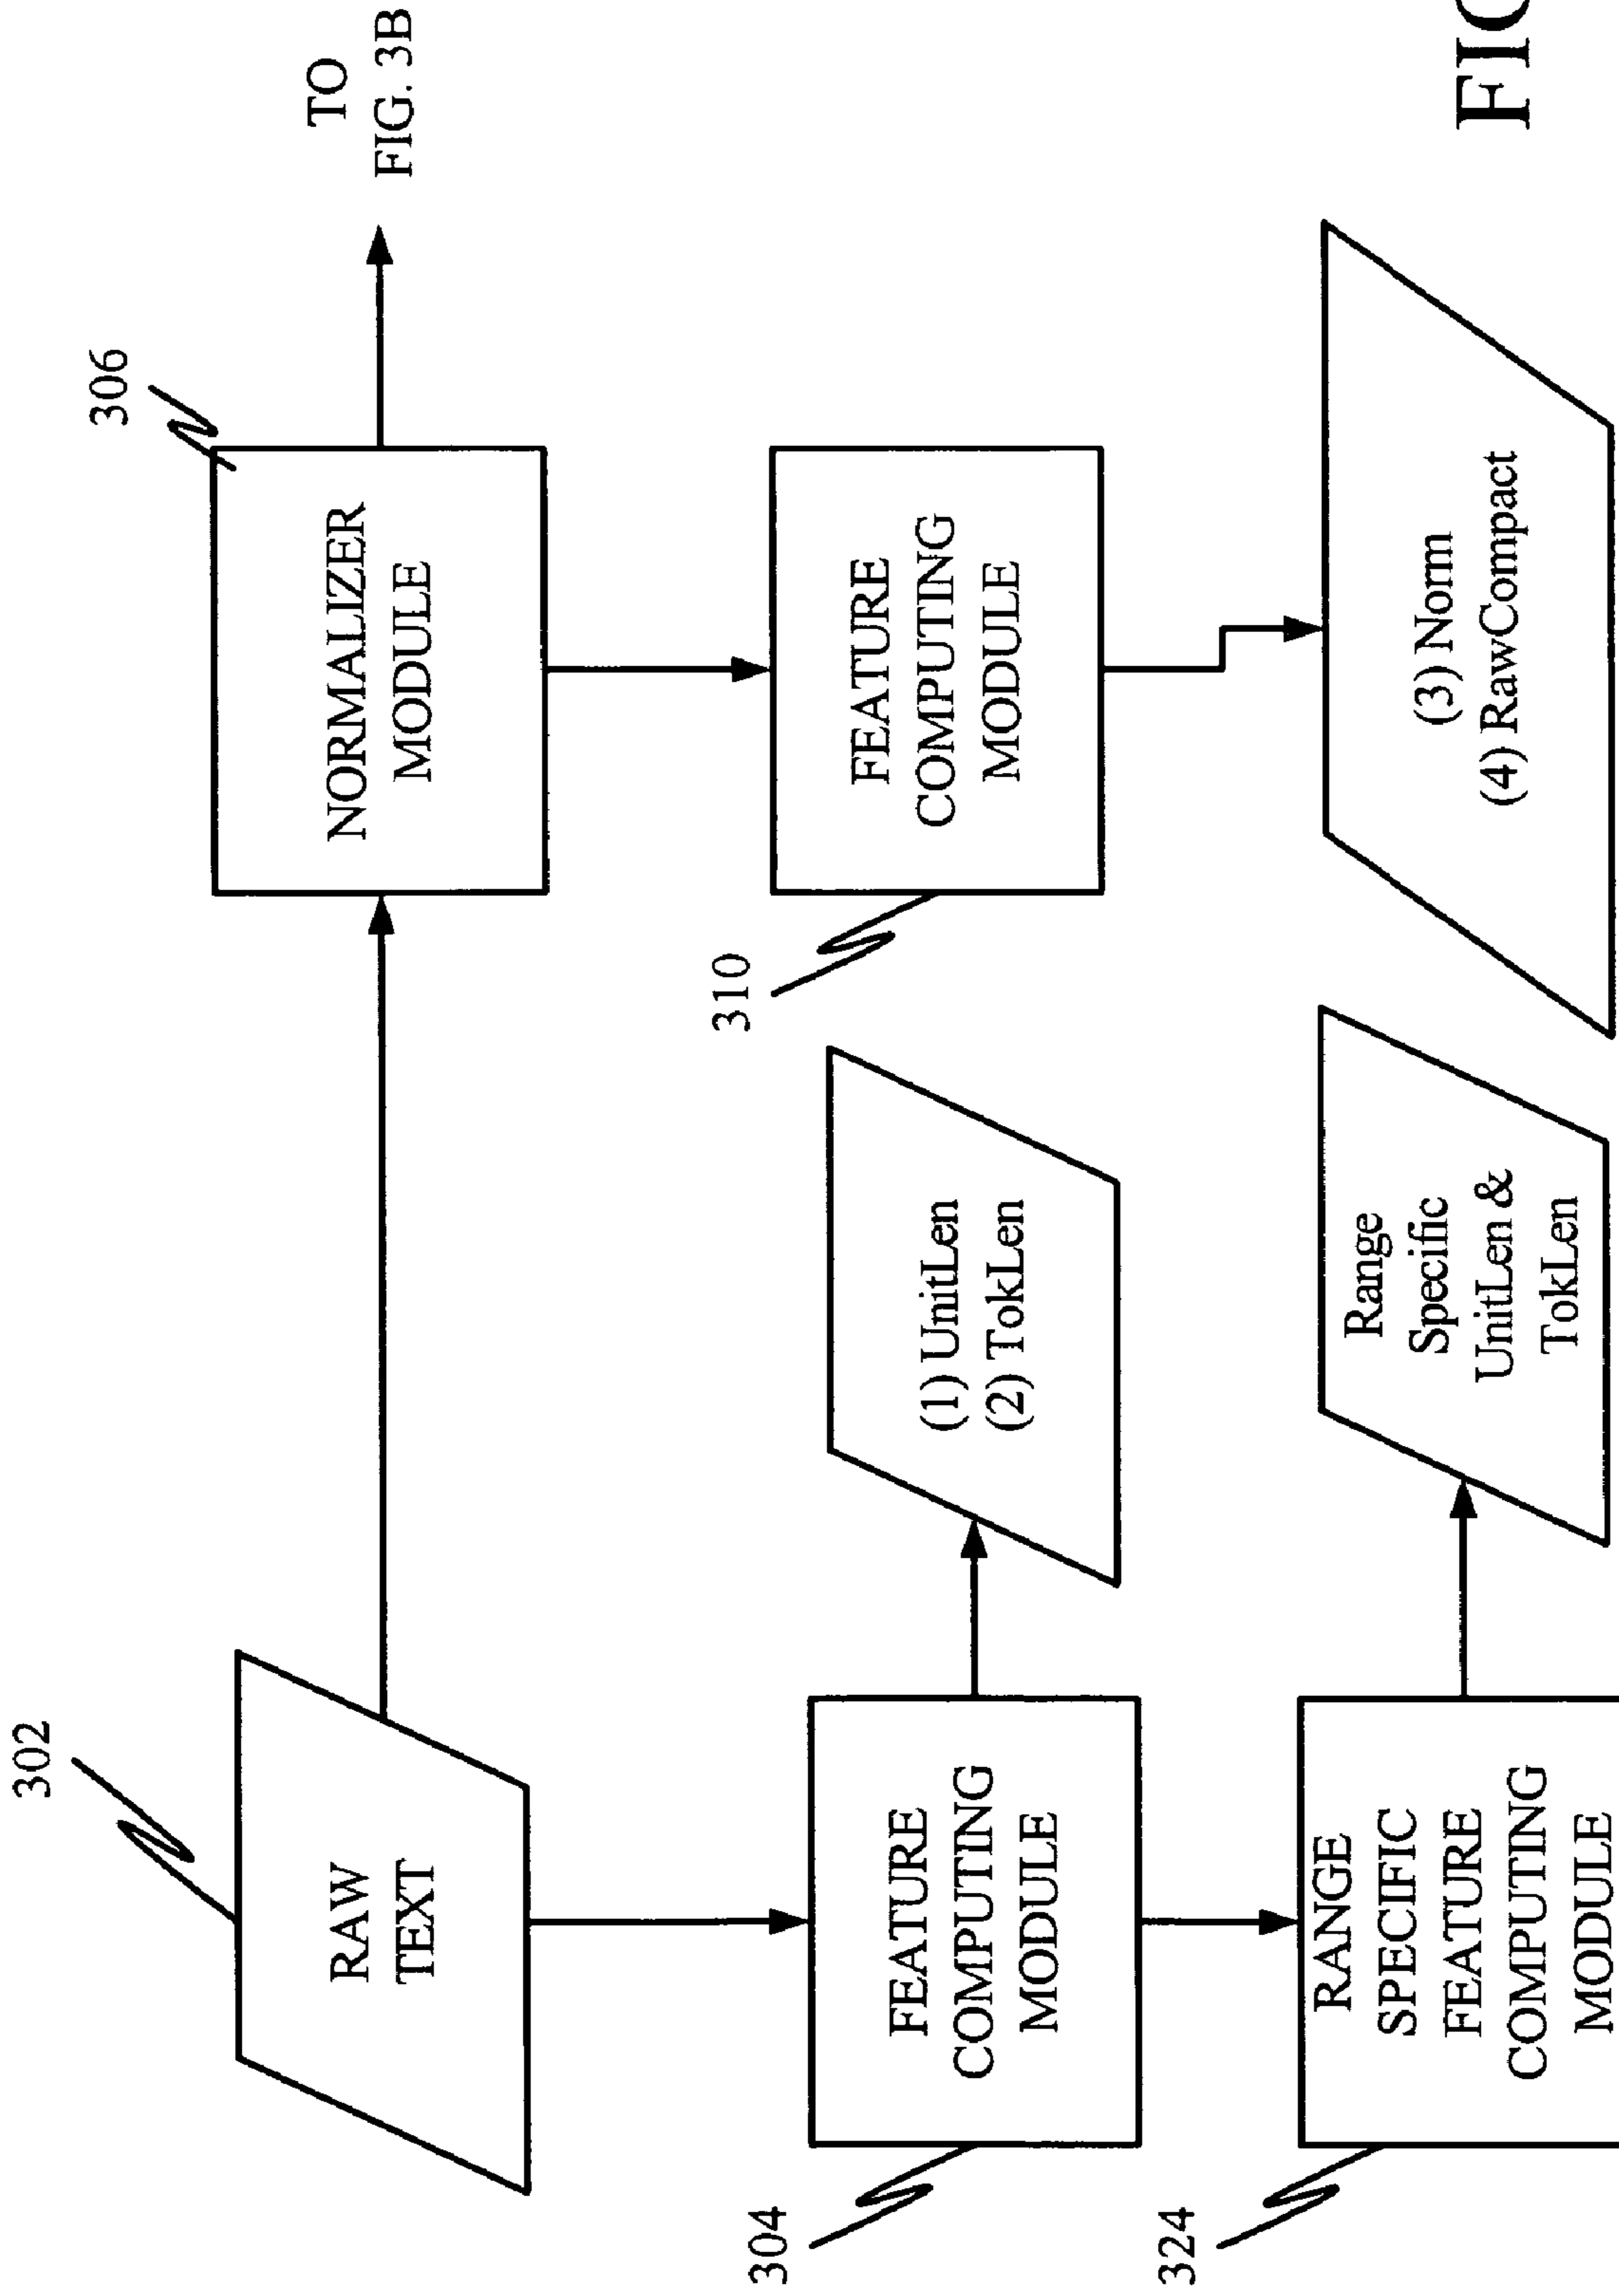 302
RAW
TEXT
306
NORMALIZER
MODULE
TO
FIG. 3B
304
FEATURE
COMPUTING
MODULE
(1) UnitLen
(2) TokLen
310
FEATURE
COMPUTING
MODULE
324
RANGE
SPECIFIC
FEATURE
COMPUTING
MODULE
Range
Specific
UnitLen &
TokLen
(3) Norm
(4) RawCompact